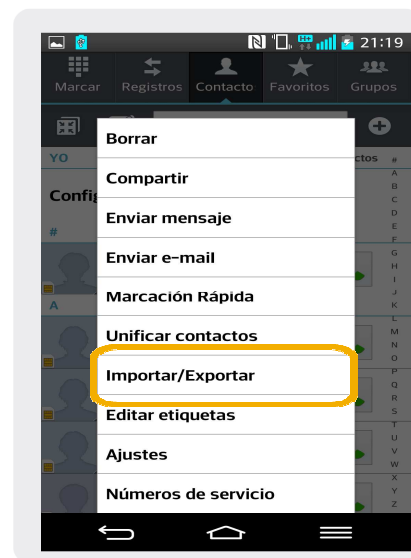 21:19
Marcar Registros Contacto Favoritos Grupos
Borrar
YO ctos #
Compartir
A
B
Config
C
Enviar mensaje
D
E
#
F
Enviar e-mail
G
H
I
Marcación Rápida
J
A K
L
Unificar contactos
M
N
O
Importar/Exportar
P
Q
R
Editar etiquetas
S
T
U
Ajustes
V
W
X
Números de servicio
Y
Z